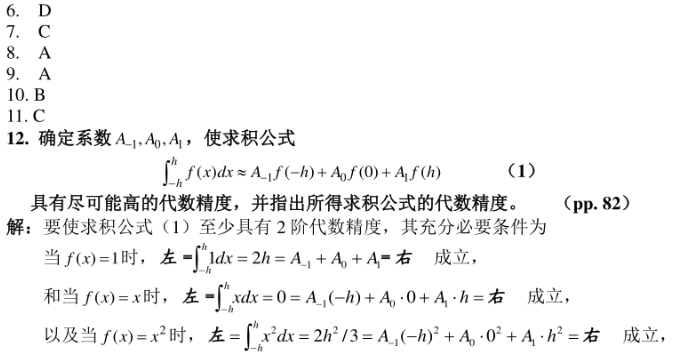 6. D
7. C
8. A
9. A
10. B
11. C
12. 确定系数 A₋₁, A₀, A₁，使求积公式
∫₋ₕʰ f(x)dx ≈ A₋₁f(−h) + A₀f(0) + A₁f(h) （1）
具有尽可能高的代数精度，并指出所得求积公式的代数精度。 （pp. 82）
解：要使求积公式（1）至少具有 2 阶代数精度，其充分必要条件为
当 f(x)=1时，左 =∫₋ₕʰ 1dx = 2h = A₋₁ + A₀ + A₁= 右 成立，
和当 f(x)=x时，左 =∫₋ₕʰ xdx = 0 = A₋₁(−h) + A₀·0 + A₁·h = 右 成立，
以及当 f(x)=x² 时，左 = ∫₋ₕʰ x²dx = 2h²/3 = A₋₁(−h)² + A₀·0² + A₁·h² = 右 成立，